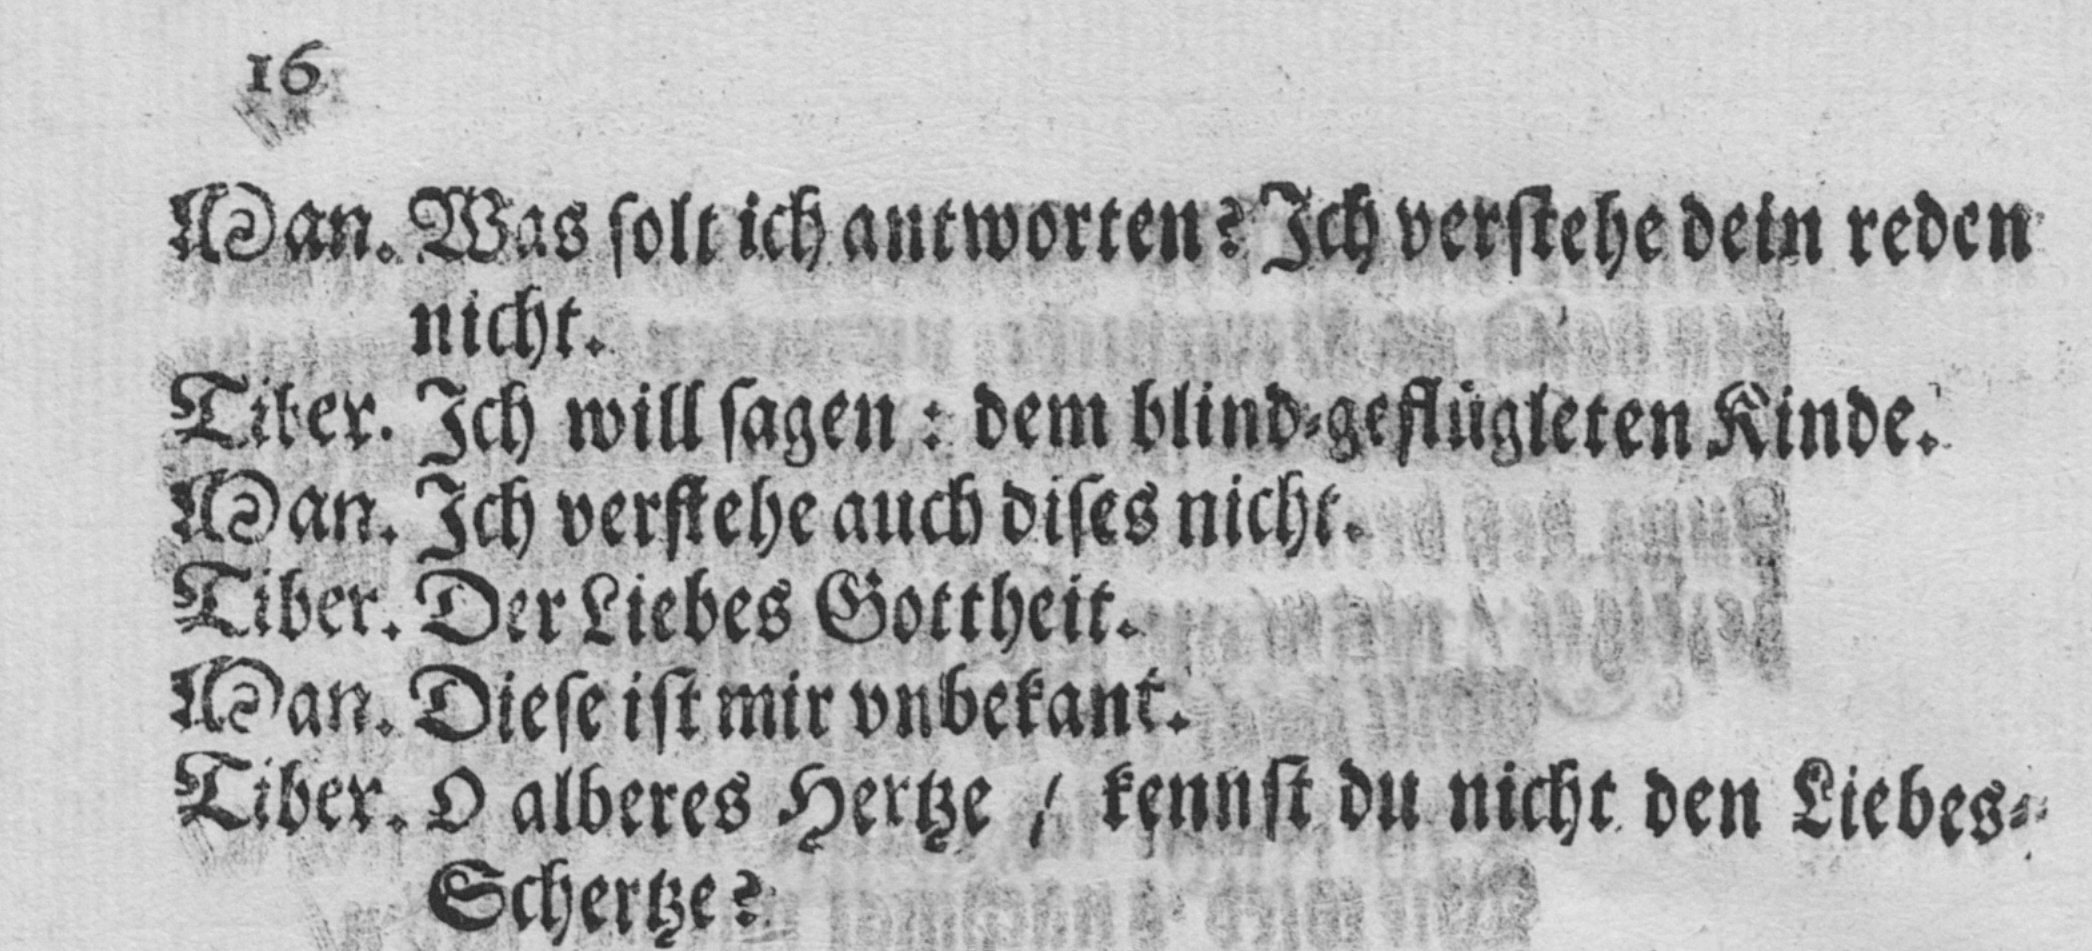 16
Man. Was ſolt ich antworten? Ich verſtehe dein reden
nicht.
Tiber. Ich will ſagen : dem blind-geflügleten Kinde.
Man. Ich verſtehe auch diſes nicht.
Tiber. Der Liebes Gottheit.
Man. Dieſe iſt mir vnbekant.
Tiber. O alberes Hertze / kennſt du nicht den Liebes-
Schertze?